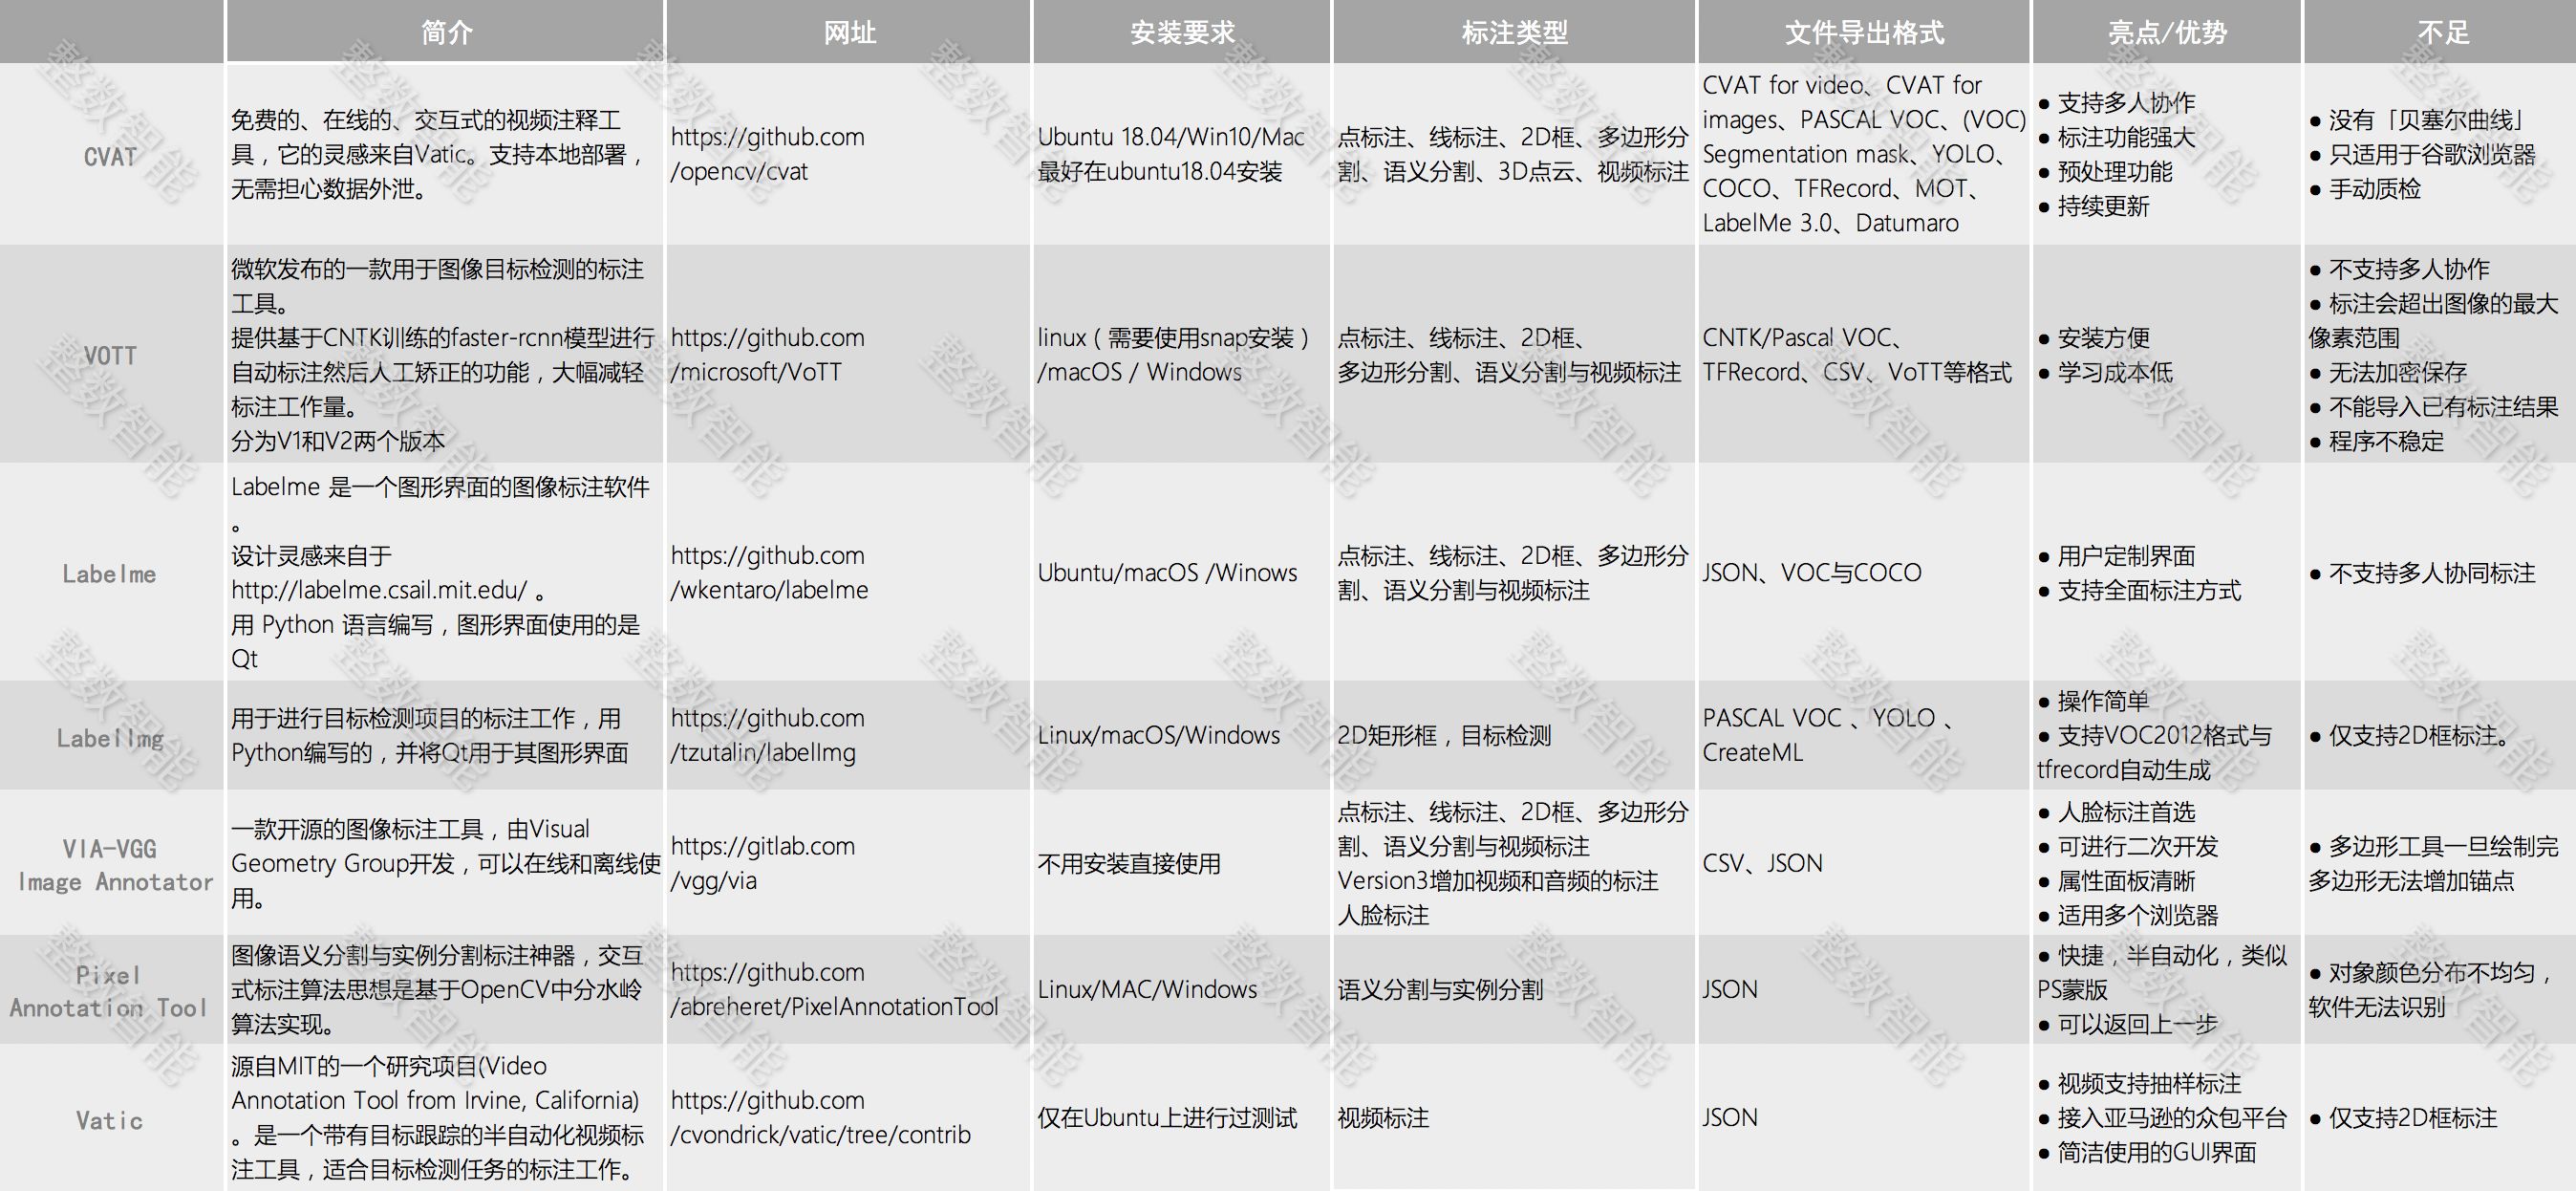 简介
网址
安装要求
标注类型
文件导出格式
亮点/优势
不足
CVAT
免费的、在线的、交互式的视频注释工
具，它的灵感来自Vatic。支持本地部署，
无需担心数据外泄。
https://github.com
/opencv/cvat
Ubuntu 18.04/Win10/Mac
最好在ubuntu18.04安装
点标注、线标注、2D框、多边形分
割、语义分割、3D点云、视频标注
CVAT for video、CVAT for
images、PASCAL VOC、(VOC)
Segmentation mask、YOLO、
COCO、TFRecord、MOT、
LabelMe 3.0、Datumaro
● 支持多人协作
● 标注功能强大
● 预处理功能
● 持续更新
● 没有「贝塞尔曲线」
● 只适用于谷歌浏览器
● 手动质检
VOTT
微软发布的一款用于图像目标检测的标注
工具。
提供基于CNTK训练的faster-rcnn模型进行
自动标注然后人工矫正的功能，大幅减轻
标注工作量。
分为V1和V2两个版本
https://github.com
/microsoft/VoTT
linux（需要使用snap安装）
/macOS / Windows
点标注、线标注、2D框、
多边形分割、语义分割与视频标注
CNTK/Pascal VOC、
TFRecord、CSV、VoTT等格式
● 安装方便
● 学习成本低
● 不支持多人协作
● 标注会超出图像的最大
像素范围
● 无法加密保存
● 不能导入已有标注结果
● 程序不稳定
Labelme
Labelme 是一个图形界面的图像标注软件
。
设计灵感来自于
http://labelme.csail.mit.edu/ 。
用 Python 语言编写，图形界面使用的是
Qt
https://github.com
/wkentaro/labelme
Ubuntu/macOS /Winows
点标注、线标注、2D框、多边形分
割、语义分割与视频标注
JSON、VOC与COCO
● 用户定制界面
● 支持全面标注方式
● 不支持多人协同标注
LabelImg
用于进行目标检测项目的标注工作，用
Python编写的，并将Qt用于其图形界面
https://github.com
/tzutalin/labelImg
Linux/macOS/Windows
2D矩形框，目标检测
PASCAL VOC 、YOLO 、
CreateML
● 操作简单
● 支持VOC2012格式与
tfrecord自动生成
● 仅支持2D框标注。
VIA-VGG
Image Annotator
一款开源的图像标注工具，由Visual
Geometry Group开发，可以在线和离线使
用。
https://gitlab.com
/vgg/via
不用安装直接使用
点标注、线标注、2D框、多边形分
割、语义分割与视频标注
Version3增加视频和音频的标注
人脸标注
CSV、JSON
● 人脸标注首选
● 可进行二次开发
● 属性面板清晰
● 适用多个浏览器
● 多边形工具一旦绘制完
多边形无法增加锚点
Pixel
Annotation Tool
图像语义分割与实例分割标注神器，交互
式标注算法思想是基于OpenCV中分水岭
算法实现。
https://github.com
/abreheret/PixelAnnotationTool
Linux/MAC/Windows
语义分割与实例分割
JSON
● 快捷，半自动化，类似
PS蒙版
● 可以返回上一步
● 对象颜色分布不均匀，
软件无法识别
Vatic
源自MIT的一个研究项目(Video
Annotation Tool from Irvine, California)
。是一个带有目标跟踪的半自动化视频标
注工具，适合目标检测任务的标注工作。
https://github.com
/cvondrick/vatic/tree/contrib
仅在Ubuntu上进行过测试
视频标注
JSON
● 视频支持抽样标注
● 接入亚马逊的众包平台
● 简洁使用的GUI界面
● 仅支持2D框标注
整数智能